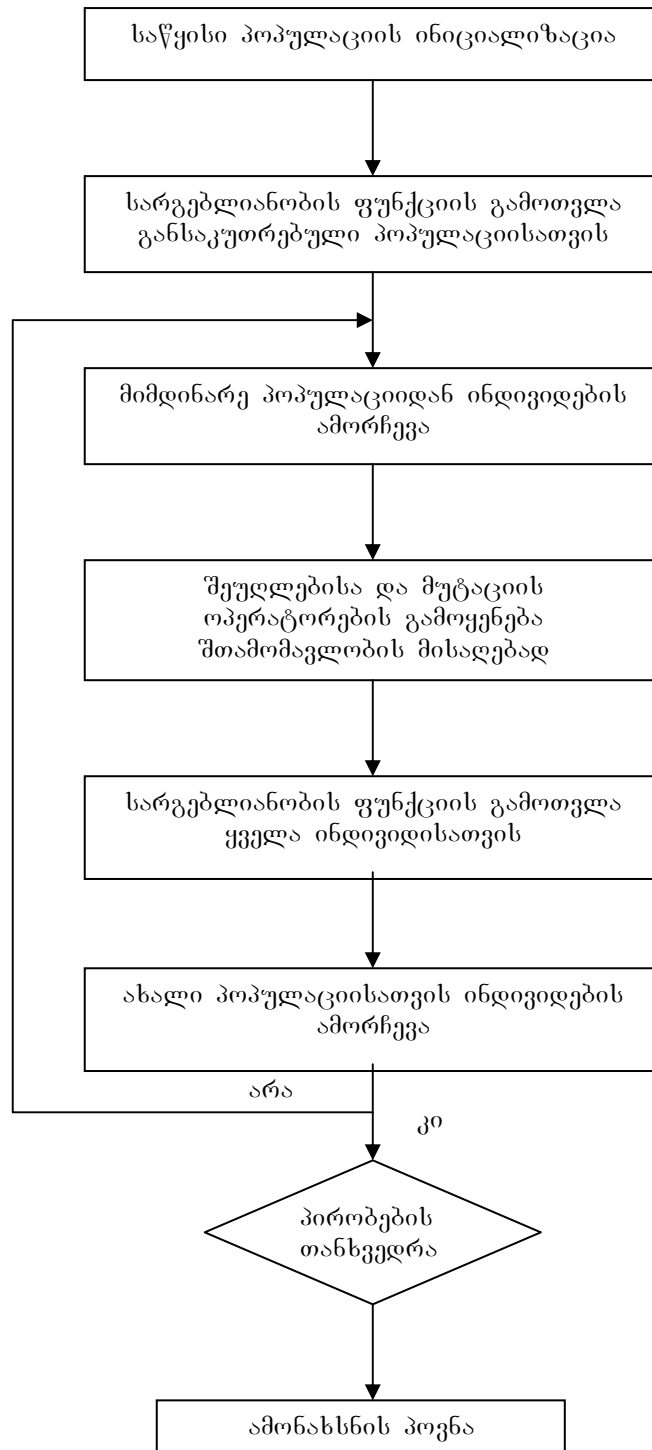 საწყისი პოპულაციის ინიციალიზაცია
სარგებლიანობის ფუნქციის გამოთვლა
განსაკუთრებული პოპულაციისათვის
მიმდინარე პოპულაციიდან ინდივიდების
ამორჩევა
შეუღლებისა და მუტაციის
ოპერატორების გამოყენება
შთამომავლობის მისაღებად
სარგებლიანობის ფუნქციის გამოთვლა
ყველა ინდივიდისათვის
ახალი პოპულაციისათვის ინდივიდების
ამორჩევა
არა
კი
პირობების
თანხვედრა
ამონახსნის პოვნა